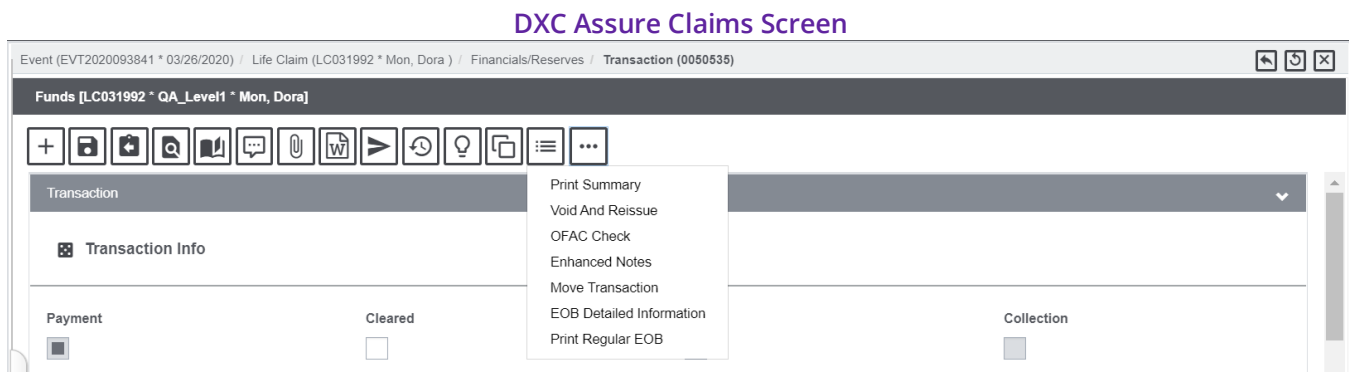 DXC Assure Claims Screen
Event (EVT2020093841 * 03/26/2020) / Life Claim (LC031992 * Mon, Dora ) / Financials/Reserves / Transaction (0050535)
Funds [LC031992 * QA_Level1 * Mon, Dora]
W
Print Summary
Void And Reissue
OFAC Check
Enhanced Notes
Move Transaction
EOB Detailed Information
Print Regular EOB
Transaction
Transaction Info
Payment Cleared Collection